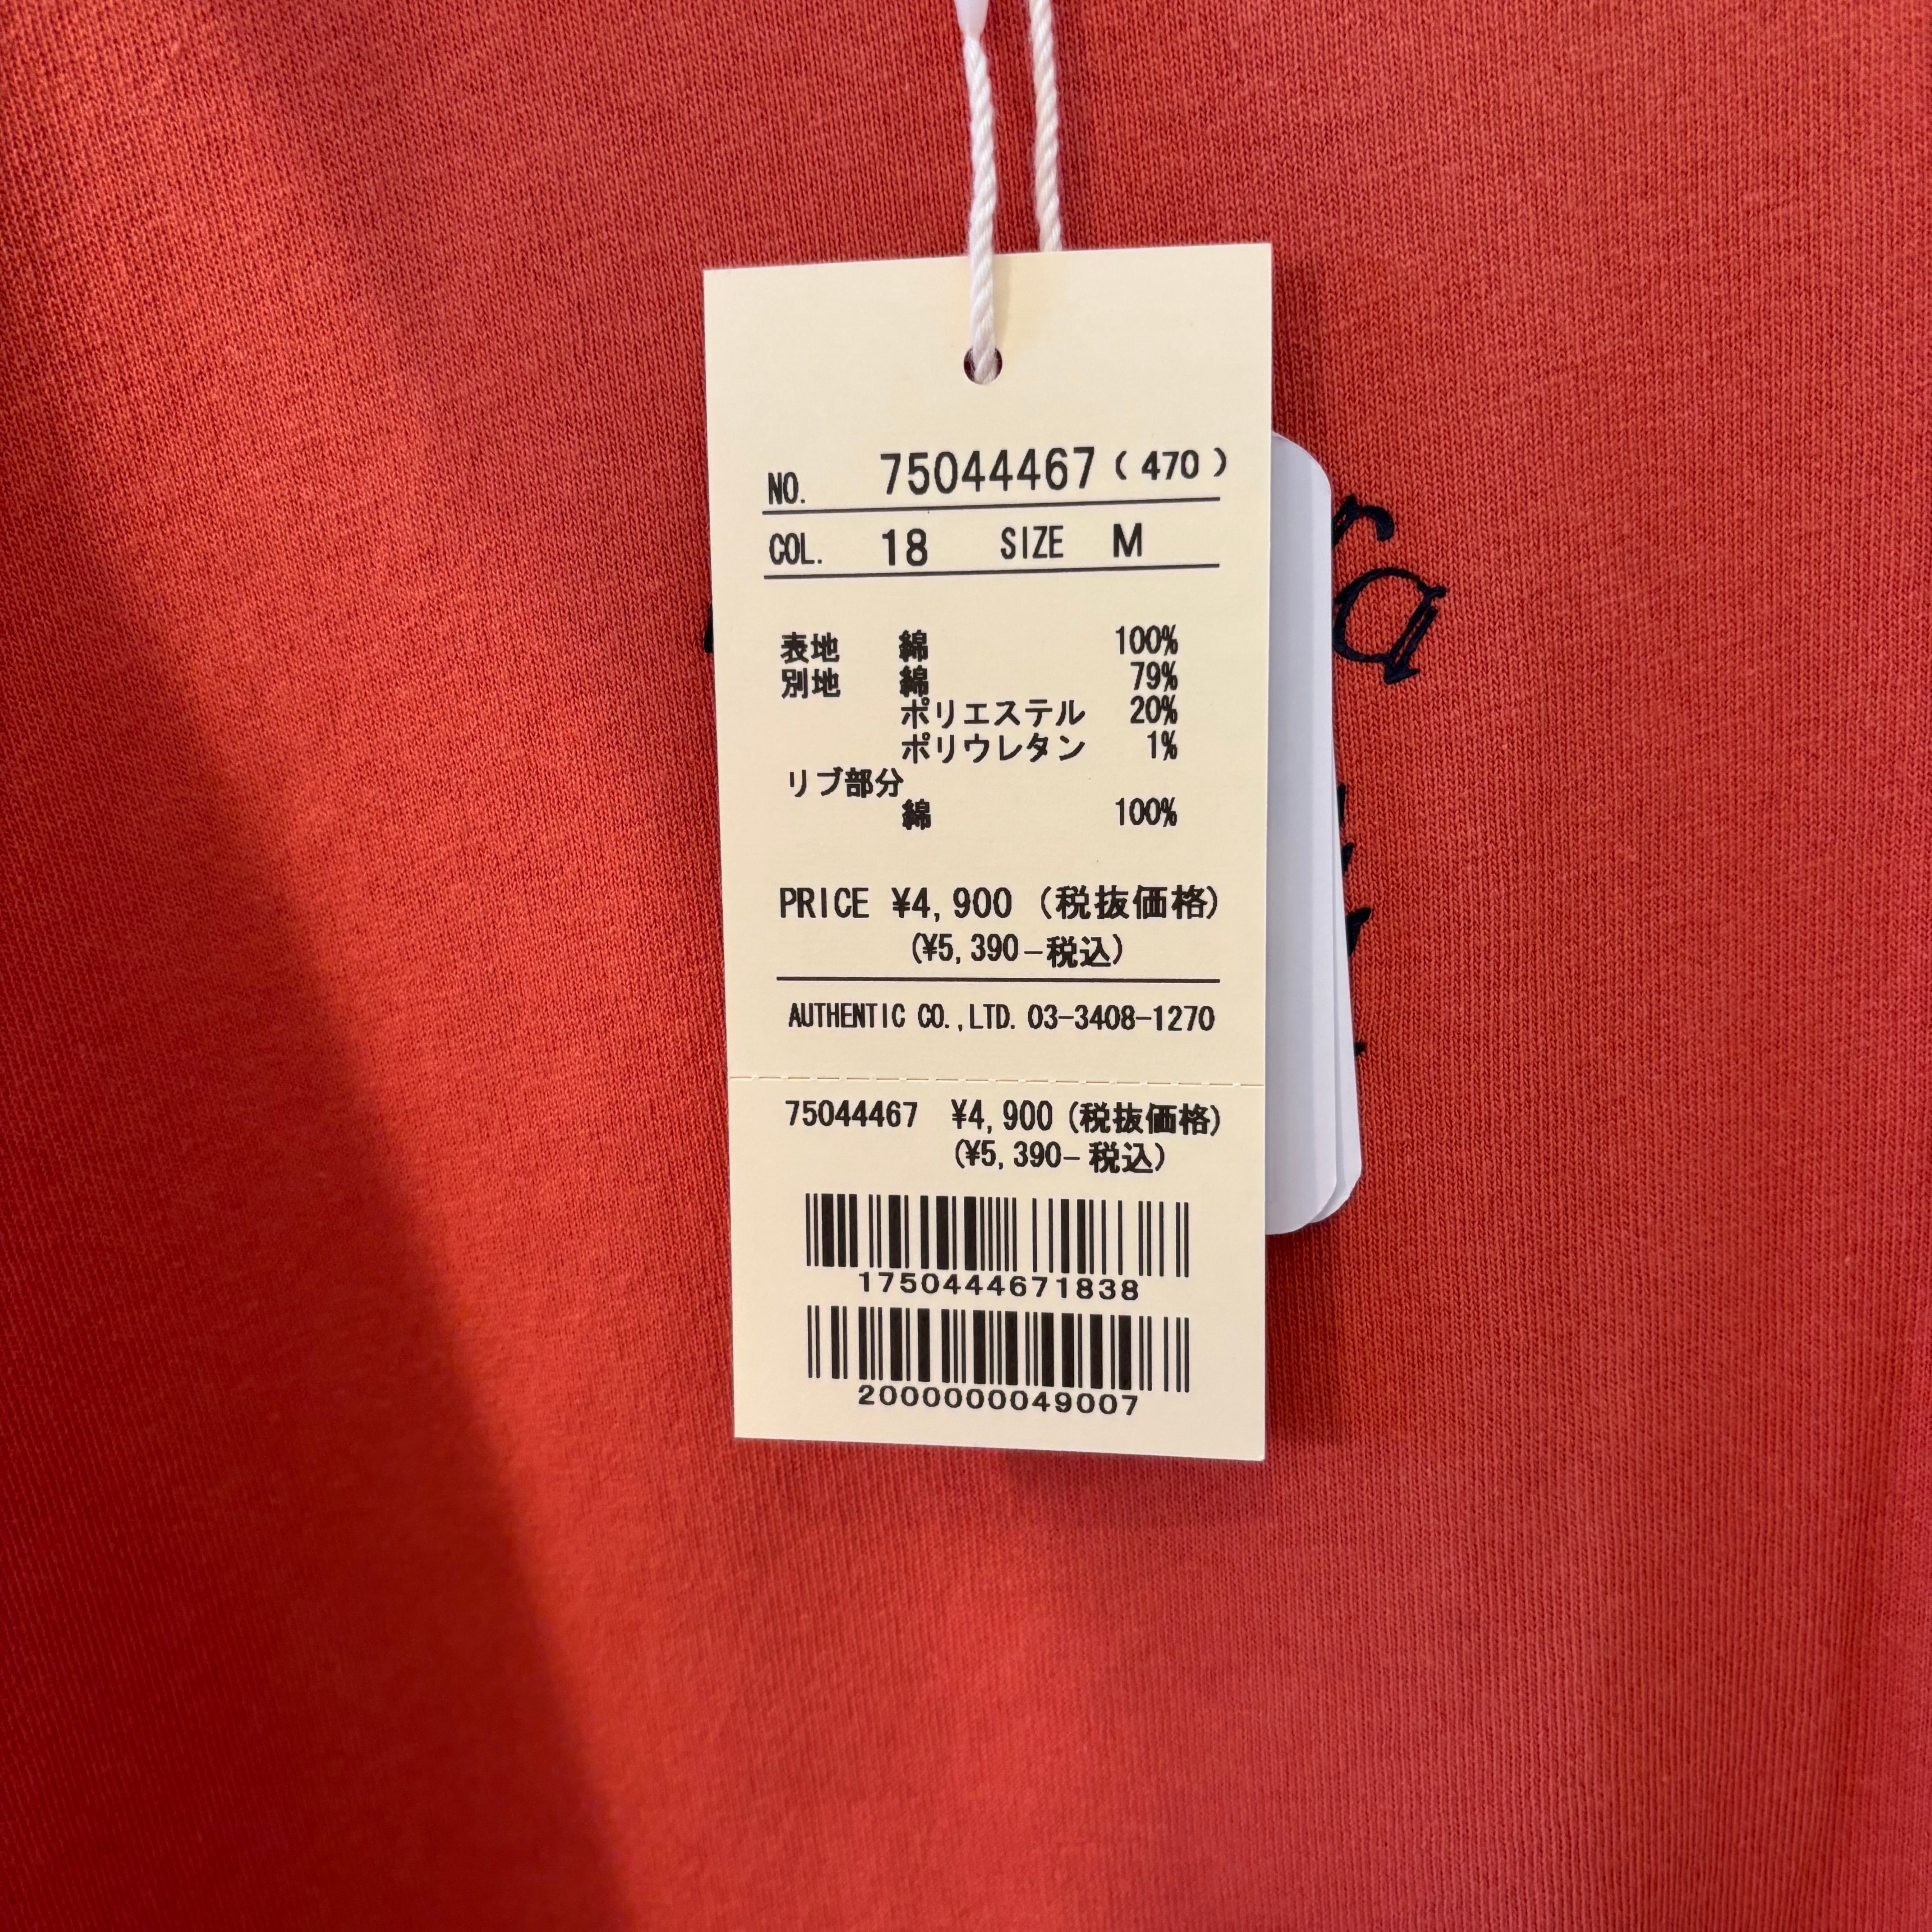 NO. 75044467 ( 470 )
COL. 18 SIZE M
表地 綿 100%
別地 綿 79%
ポリエステル 20%
ポリウレタン 1%
リブ部分
綿 100%
PRICE ¥4,900 (税抜価格)
(¥5,390-税込)
AUTHENTIC CO.,LTD. 03-3408-1270
75044467 ¥4,900 (税抜価格)
(¥5,390- 税込)
1750444671838
2000000049007
ra